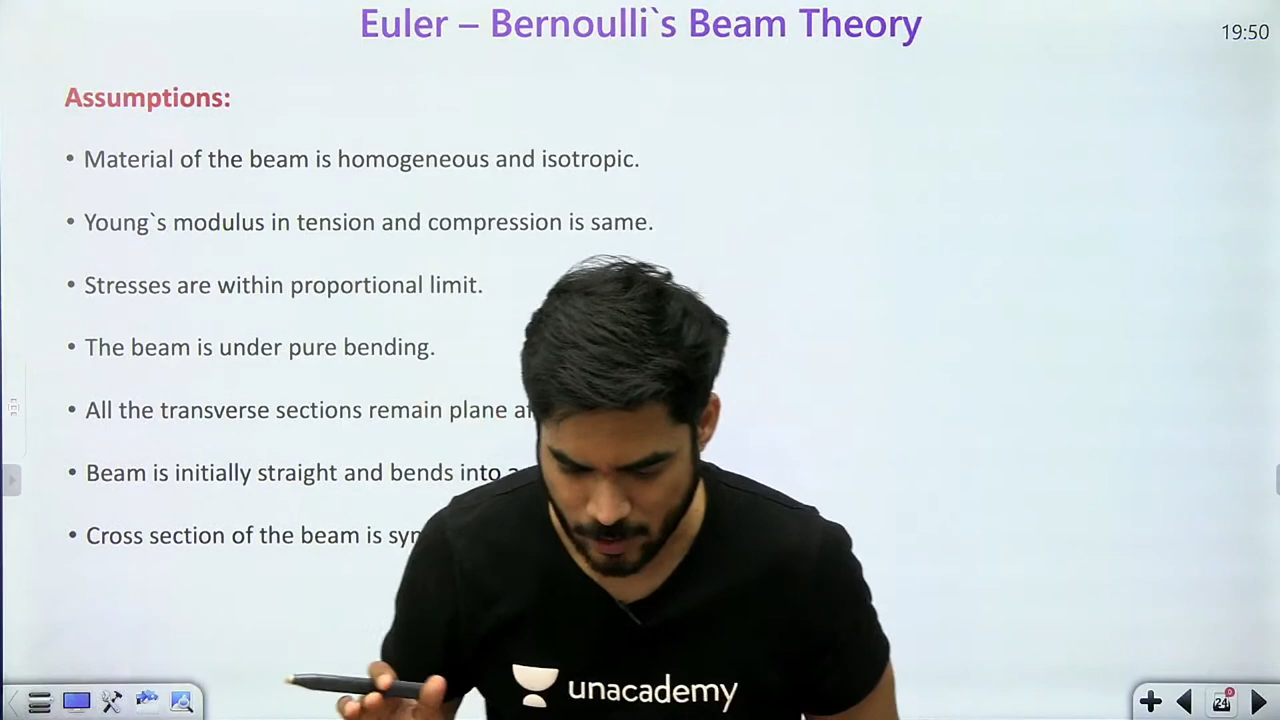 Euler – Bernoulli`s Beam Theory
19:50
Assumptions:
• Material of the beam is homogeneous and isotropic.
• Young`s modulus in tension and compression is same.
• Stresses are within proportional limit.
• The beam is under pure bending.
• All the transverse sections remain plane
• Beam is initially straight and bends into
• Cross section of the beam is
unacademy
24